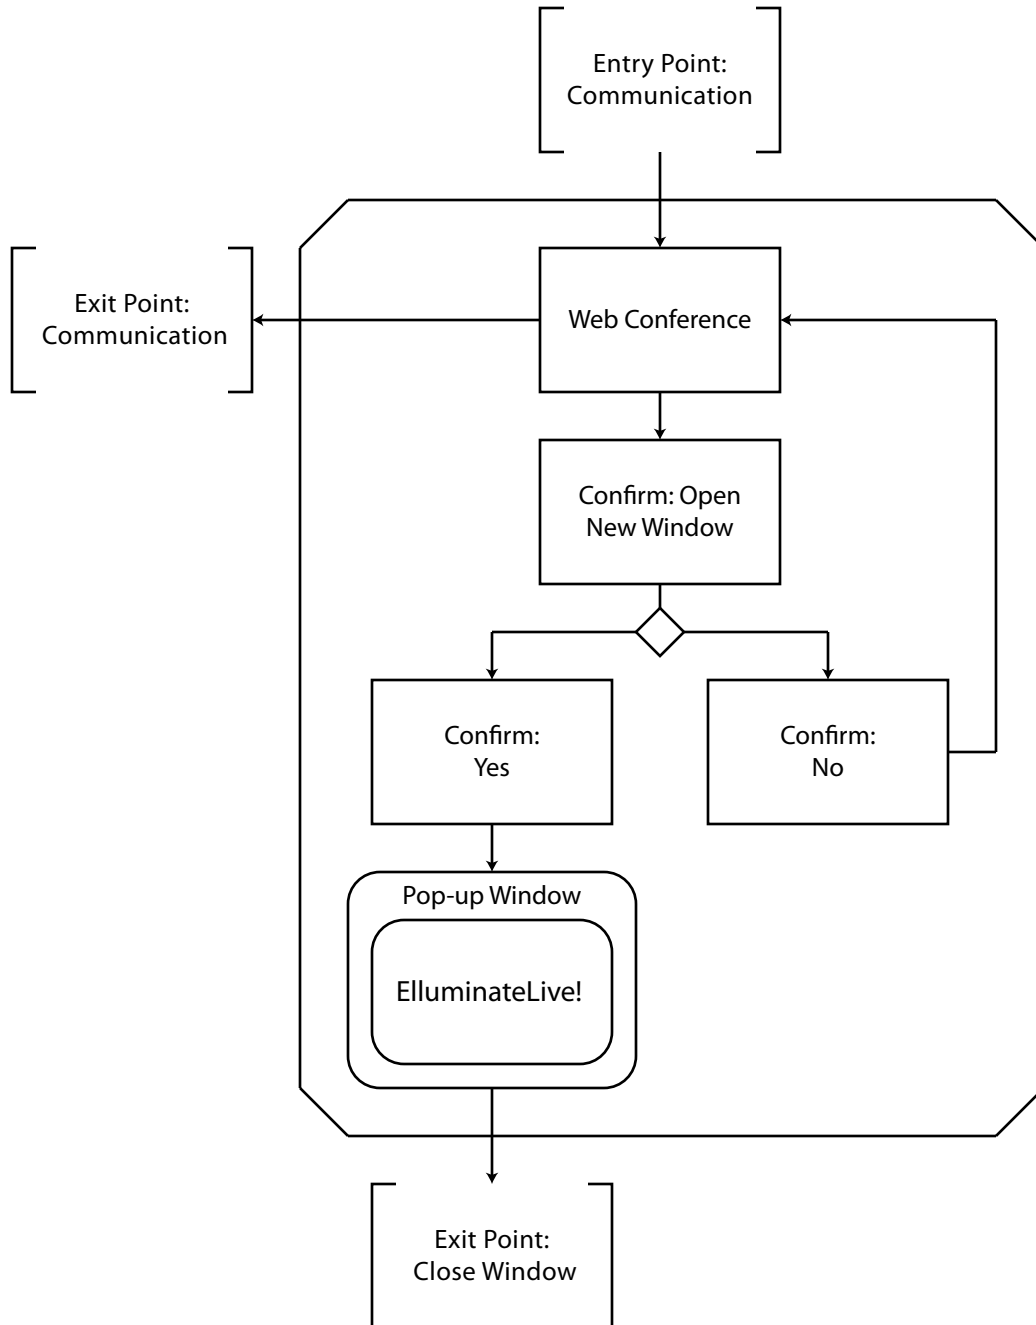 Entry Point:
Communication
Exit Point:
Communication
Web Conference
Confirm: Open
New Window
Confirm:
Yes
Confirm:
No
Pop-up Window
ElluminateLive!
Exit Point:
Close Window